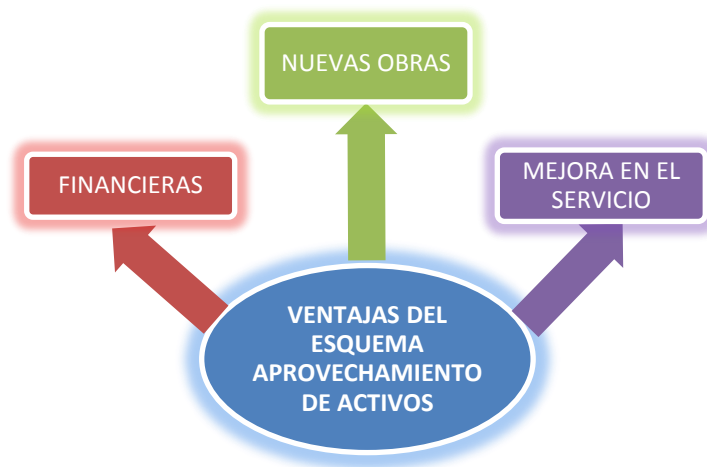 NUEVAS OBRAS
FINANCIERAS
MEJORA EN EL
SERVICIO
VENTAJAS DEL
ESQUEMA
APROVECHAMIENTO
DE ACTIVOS